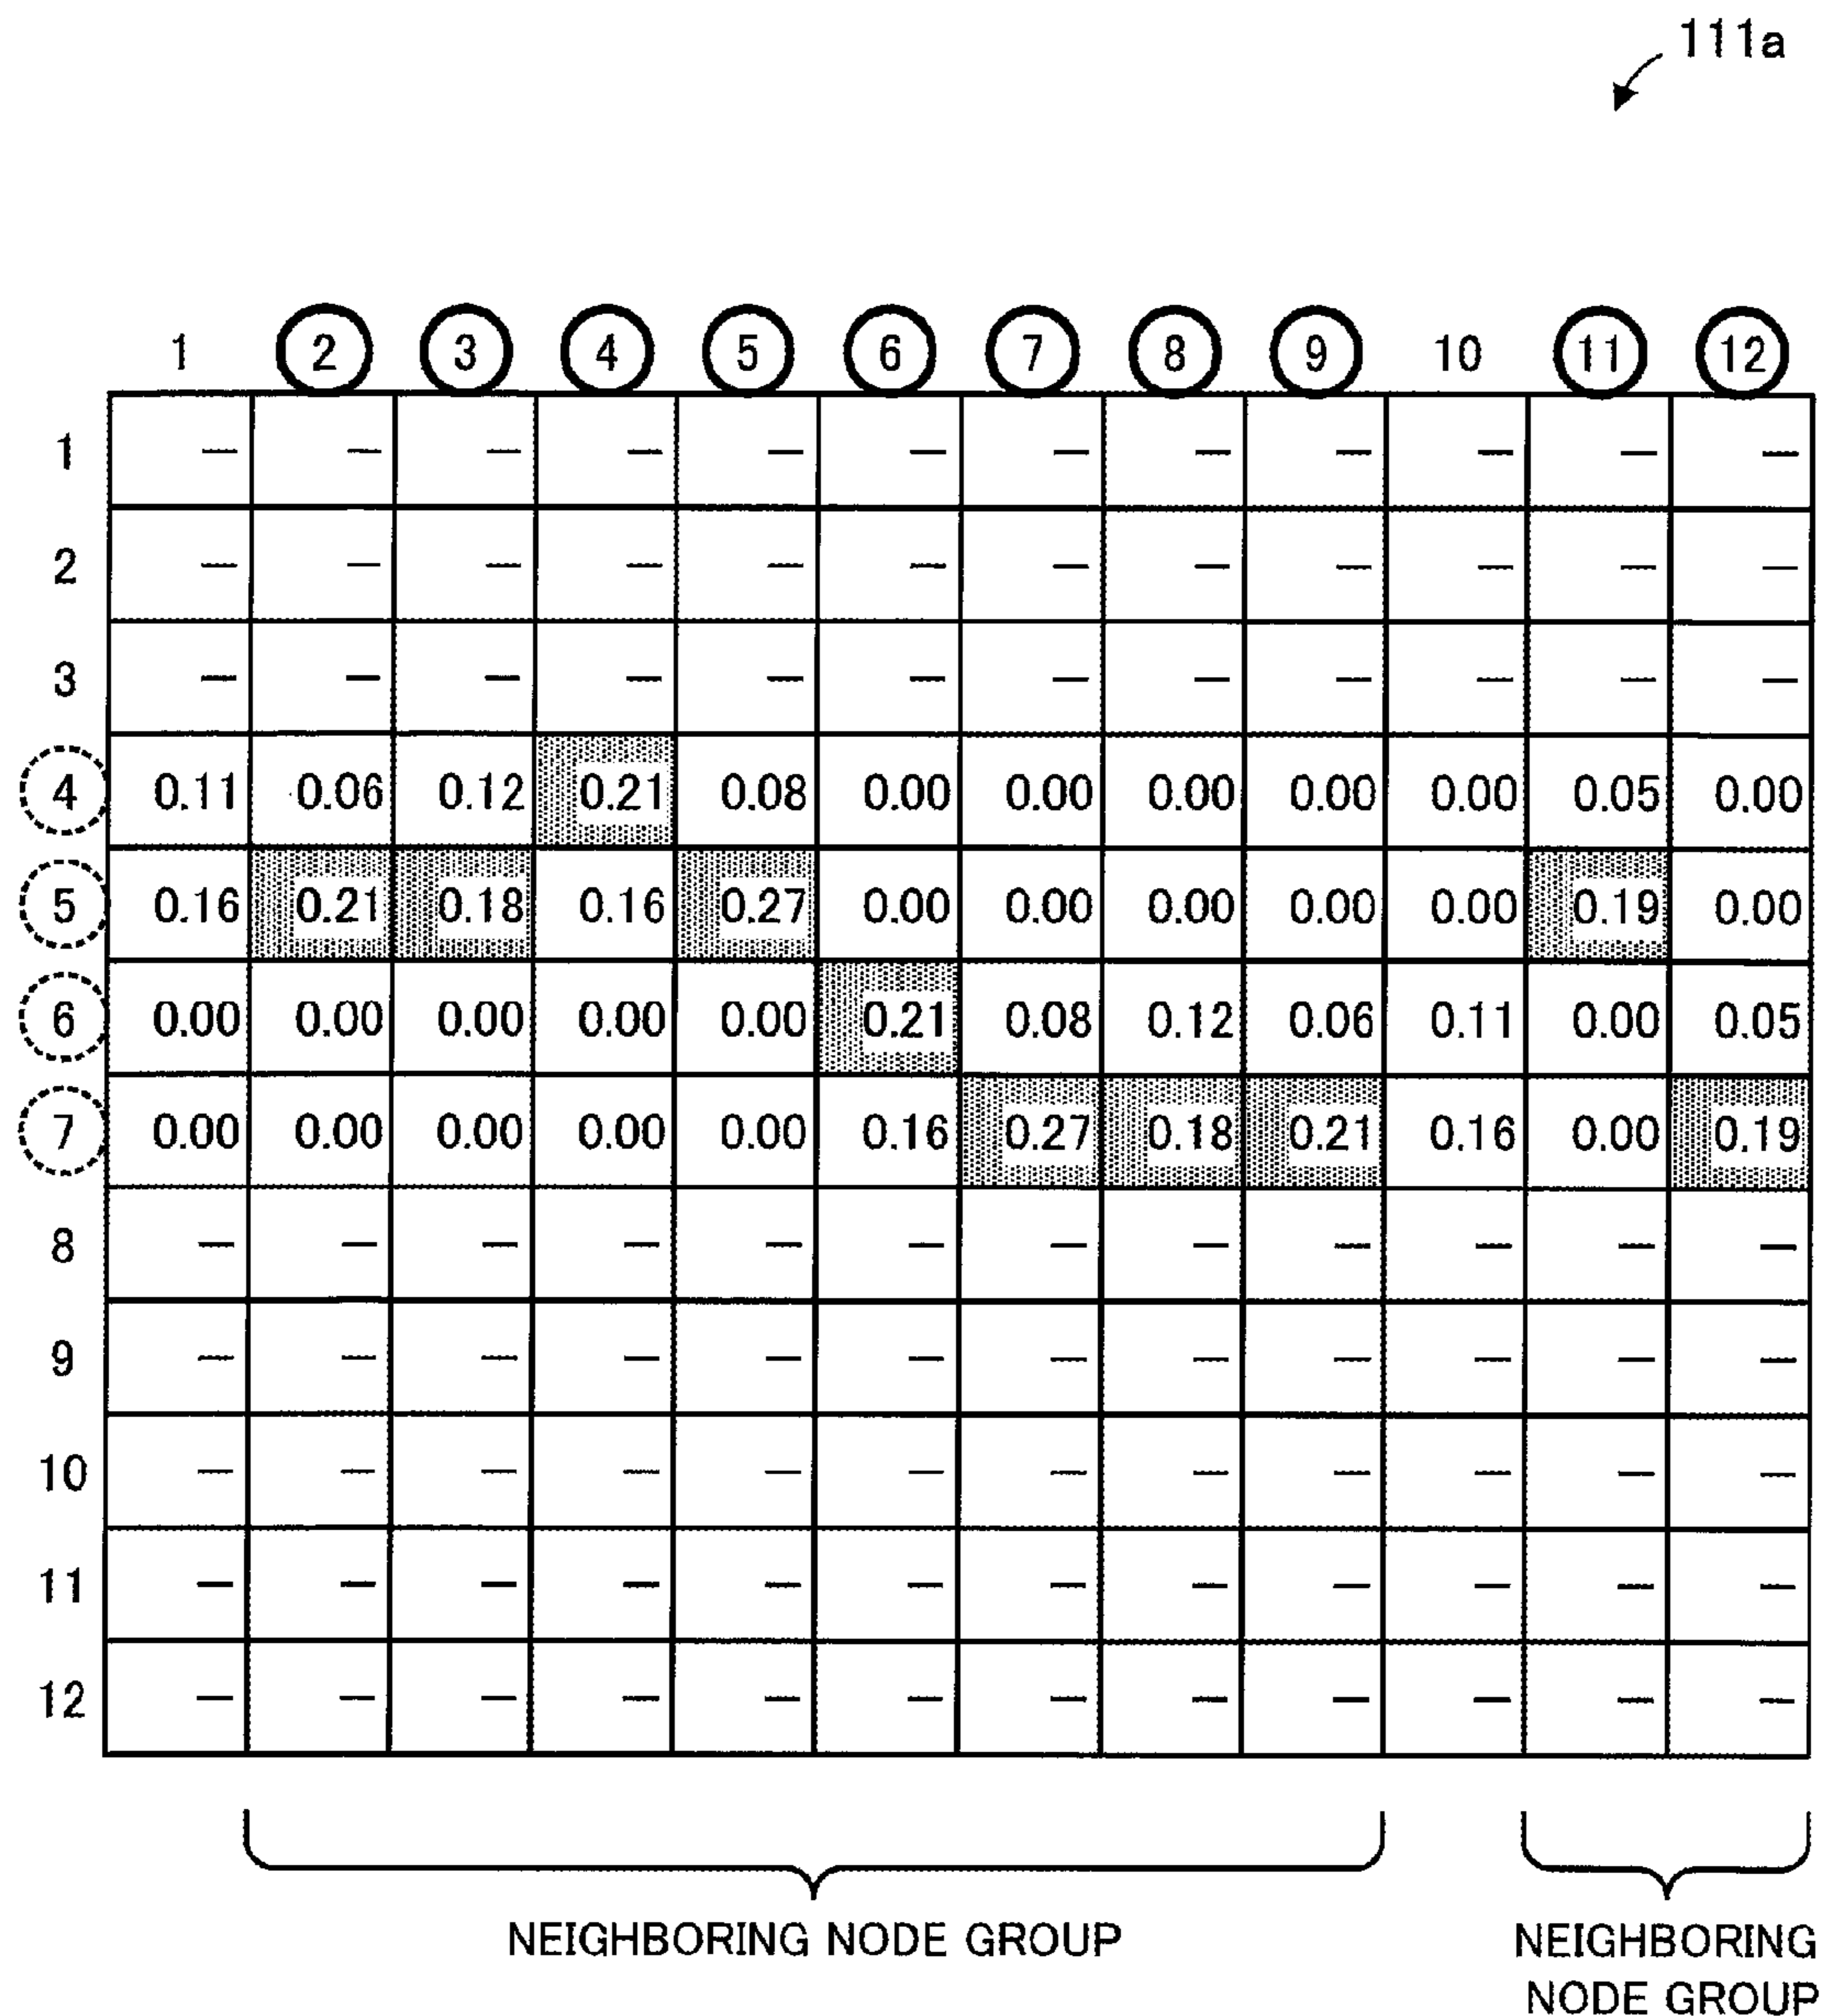 111a
1 2 3 4 5 6 7 8 9 10 11 12
1 — — — — — — — — — — — —
2 — — — — — — — — — — — —
3 — — — — — — — — — — — —
4 0.11 0.06 0.12 0.21 0.08 0.00 0.00 0.00 0.00 0.00 0.05 0.00
5 0.16 0.21 0.18 0.16 0.27 0.00 0.00 0.00 0.00 0.00 0.19 0.00
6 0.00 0.00 0.00 0.00 0.00 0.21 0.08 0.12 0.06 0.11 0.00 0.05
7 0.00 0.00 0.00 0.00 0.00 0.16 0.27 0.18 0.21 0.16 0.00 0.19
8 — — — — — — — — — — — —
9 — — — — — — — — — — — —
10 — — — — — — — — — — — —
11 — — — — — — — — — — — —
12 — — — — — — — — — — — —
NEIGHBORING NODE GROUP
NEIGHBORING
NODE GROUP